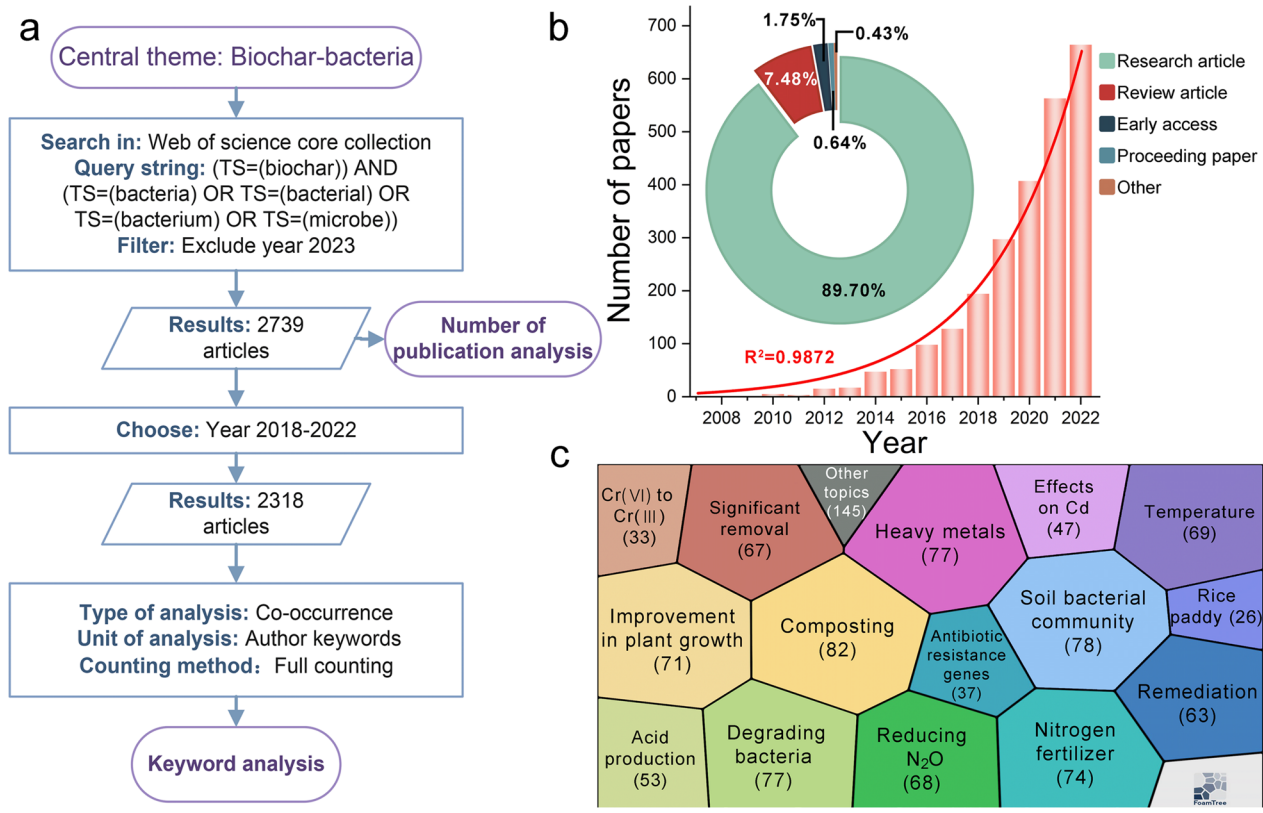 a
Central theme: Biochar-bacteria
Search in: Web of science core collection
Query string: (TS=(biochar)) AND
(TS=(bacteria) OR TS=(bacterial) OR
TS=(bacterium) OR TS=(microbe))
Filter: Exclude year 2023
Results: 2739
articles
Number of
publication analysis
Choose: Year 2018-2022
Results: 2318
articles
Type of analysis: Co-occurrence
Unit of analysis: Author keywords
Counting method： Full counting
Keyword analysis
b
Number of papers
700
600
500
400
300
200
100
0
2008
2010
2012
2014
2016
2018
2020
2022
Year
1.75%
0.43%
7.48%
0.64%
89.70%
R²=0.9872
Research article
Review article
Early access
Proceeding paper
Other
c
Cr(VI) to
Cr(III)
(33)
Significant
removal
(67)
Other
topics
(145)
Heavy metals
(77)
Effects
on Cd
(47)
Temperature
(69)
Improvement
in plant growth
(71)
Composting
(82)
Antibiotic
resistance
genes
(37)
Soil bacterial
community
(78)
Rice
paddy (26)
Remediation
(63)
Acid
production
(53)
Degrading
bacteria
(77)
Reducing
N₂O
(68)
Nitrogen
fertilizer
(74)
FoamTree